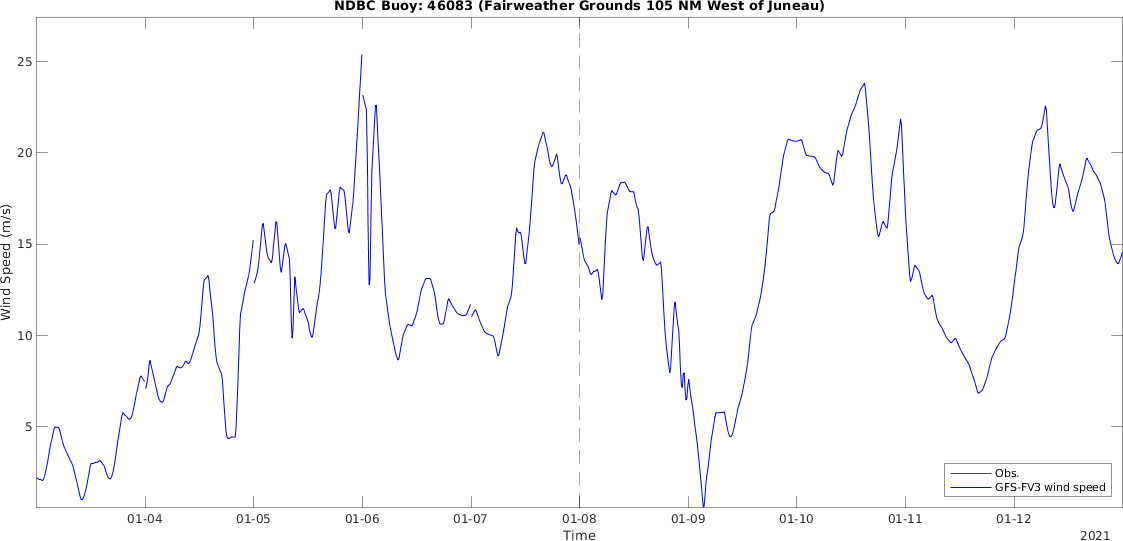 NDBC Buoy: 46083 (Fairweather Grounds 105 NM West of Juneau)
Wind Speed (m/s)
25
20
15
10
5
Obs.
GFS-FV3 wind speed
01-04 01-05 01-06 01-07 01-08 01-09 01-10 01-11 01-12
Time
2021